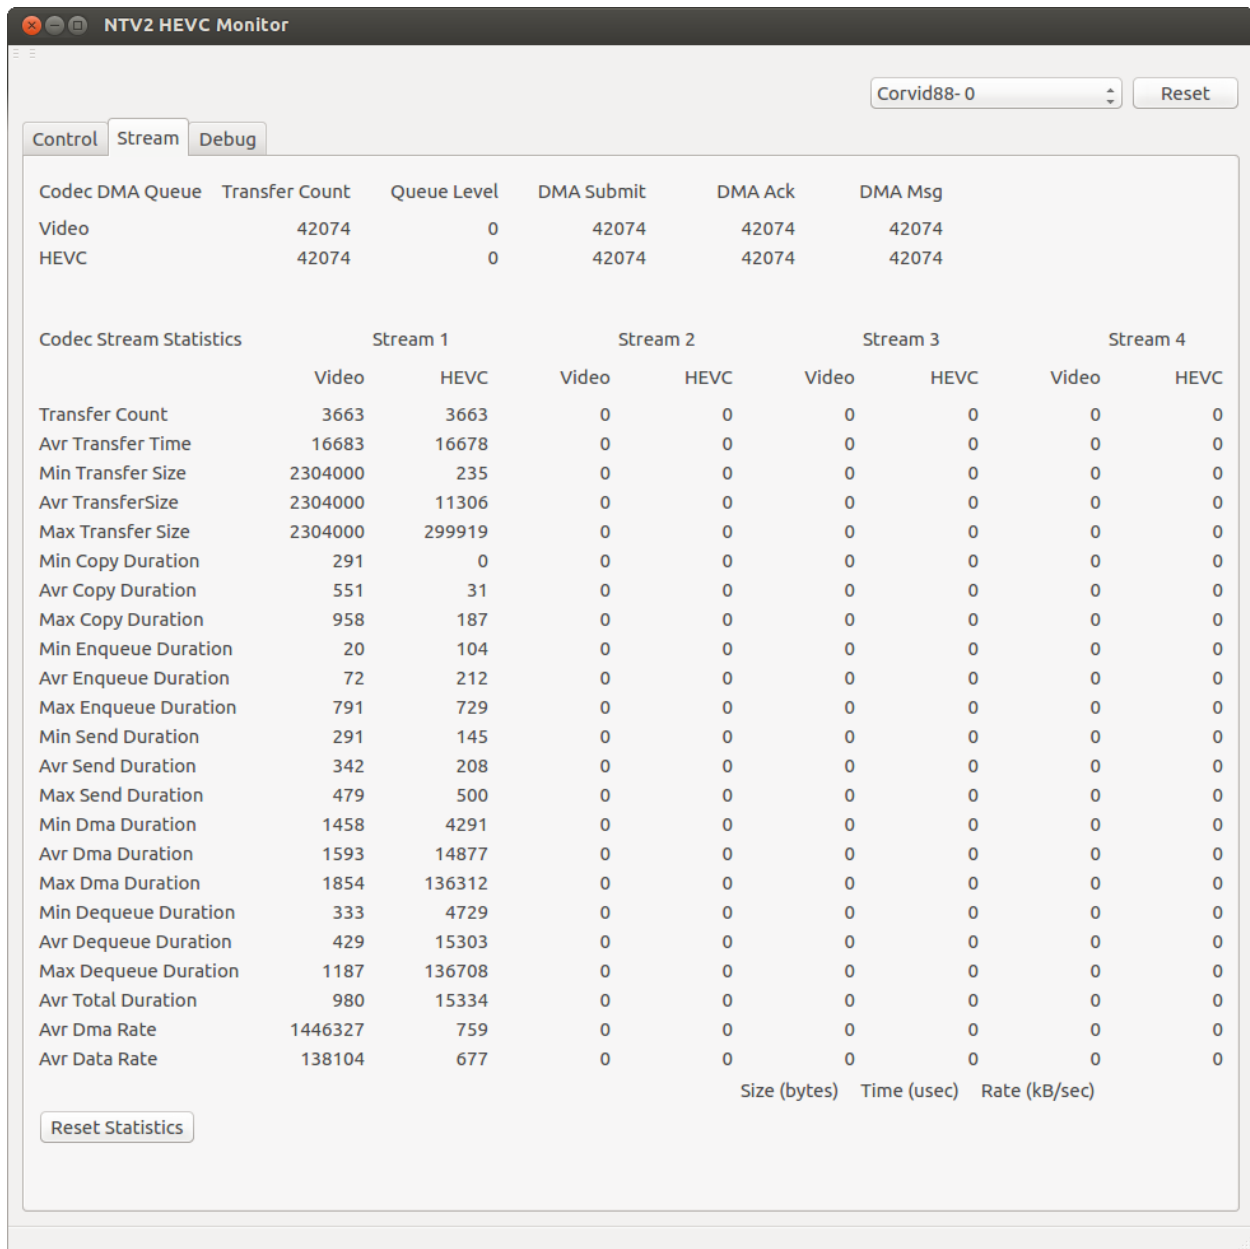 NTV2 HEVC Monitor
Corvid88- 0 Reset
Control Stream Debug
Codec DMA Queue Transfer Count Queue Level DMA Submit DMA Ack DMA Msg
Video 42074 0 42074 42074 42074
HEVC 42074 0 42074 42074 42074
Codec Stream Statistics Stream 1 Stream 2 Stream 3 Stream 4
Video HEVC Video HEVC Video HEVC Video HEVC
Transfer Count 3663 3663 0 0 0 0 0 0
Avr Transfer Time 16683 16678 0 0 0 0 0 0
Min Transfer Size 2304000 235 0 0 0 0 0 0
Avr TransferSize 2304000 11306 0 0 0 0 0 0
Max Transfer Size 2304000 299919 0 0 0 0 0 0
Min Copy Duration 291 0 0 0 0 0 0 0
Avr Copy Duration 551 31 0 0 0 0 0 0
Max Copy Duration 958 187 0 0 0 0 0 0
Min Enqueue Duration 20 104 0 0 0 0 0 0
Avr Enqueue Duration 72 212 0 0 0 0 0 0
Max Enqueue Duration 791 729 0 0 0 0 0 0
Min Send Duration 291 145 0 0 0 0 0 0
Avr Send Duration 342 208 0 0 0 0 0 0
Max Send Duration 479 500 0 0 0 0 0 0
Min Dma Duration 1458 4291 0 0 0 0 0 0
Avr Dma Duration 1593 14877 0 0 0 0 0 0
Max Dma Duration 1854 136312 0 0 0 0 0 0
Min Dequeue Duration 333 4729 0 0 0 0 0 0
Avr Dequeue Duration 429 15303 0 0 0 0 0 0
Max Dequeue Duration 1187 136708 0 0 0 0 0 0
Avr Total Duration 980 15334 0 0 0 0 0 0
Avr Dma Rate 1446327 759 0 0 0 0 0 0
Avr Data Rate 138104 677 0 0 0 0 0 0
Size (bytes) Time (usec) Rate (kB/sec)
Reset Statistics